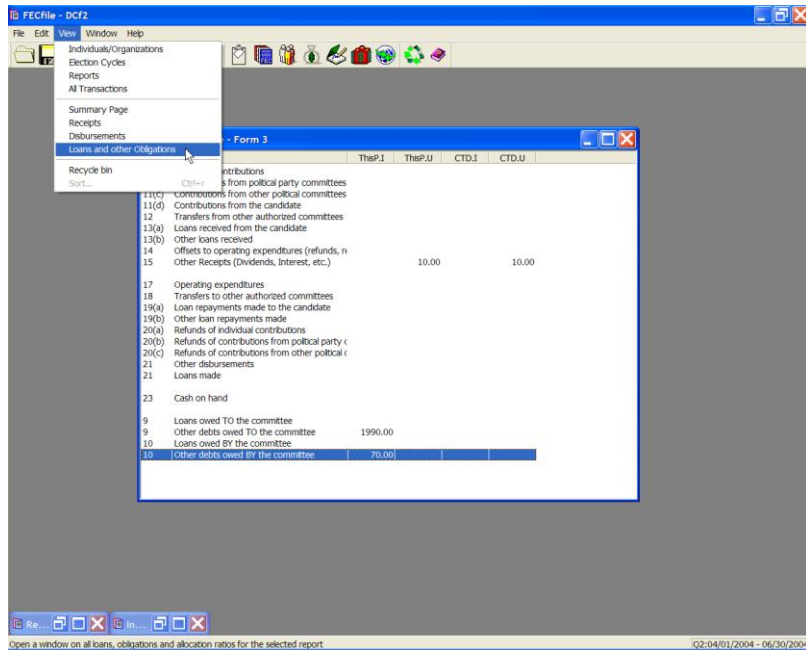 FECfile - DCf2
File Edit View Window Help
Individuals/Organizations
Election Cycles
Reports
All Transactions
Summary Page
Receipts
Disbursements
Loans and other Obligations
Recycle bin
Sort... Ctrl+r
- Form 3
ThisP.I ThisP.U CTD.I CTD.U
ntributions
s from political party committees
11(c) Contributions from other political committees
11(d) Contributions from the candidate
12 Transfers from other authorized committees
13(a) Loans received from the candidate
13(b) Other loans received
14 Offsets to operating expenditures (refunds, r
15 Other Receipts (Dividends, Interest, etc.) 10.00 10.00
17 Operating expenditures
18 Transfers to other authorized committees
19(a) Loan repayments made to the candidate
19(b) Other loan repayments made
20(a) Refunds of individual contributions
20(b) Refunds of contributions from political party c
20(c) Refunds of contributions from other political c
21 Other disbursements
21 Loans made
23 Cash on hand
9 Loans owed TO the committee
9 Other debts owed TO the committee 1990.00
10 Loans owed BY the committee
10 Other debts owed BY the committee 70.00
Re... In...
Open a window on all loans, obligations and allocation ratios for the selected report Q2:04/01/2004 - 06/30/2004